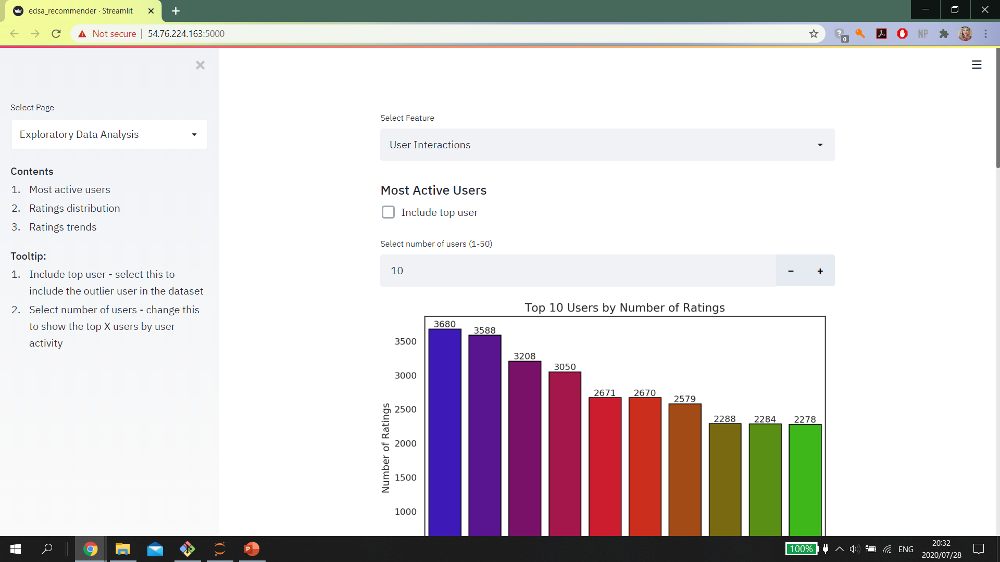 edsa_recommender · Streamlit
Not secure | 54.76.224.163:5000
0
NP
Select Page
Exploratory Data Analysis
Contents
1. Most active users
2. Ratings distribution
3. Ratings trends
Tooltip:
1. Include top user - select this to
include the outlier user in the dataset
2. Select number of users - change this
to show the top X users by user
activity
Select Feature
User Interactions
Most Active Users
Include top user
Select number of users (1-50)
10
Top 10 Users by Number of Ratings
3680
3588
3208
3050
2671
2670
2579
2288
2284
2278
3500
3000
2500
2000
1500
1000
Number of Ratings
100%
ENG
20:32
2020/07/28